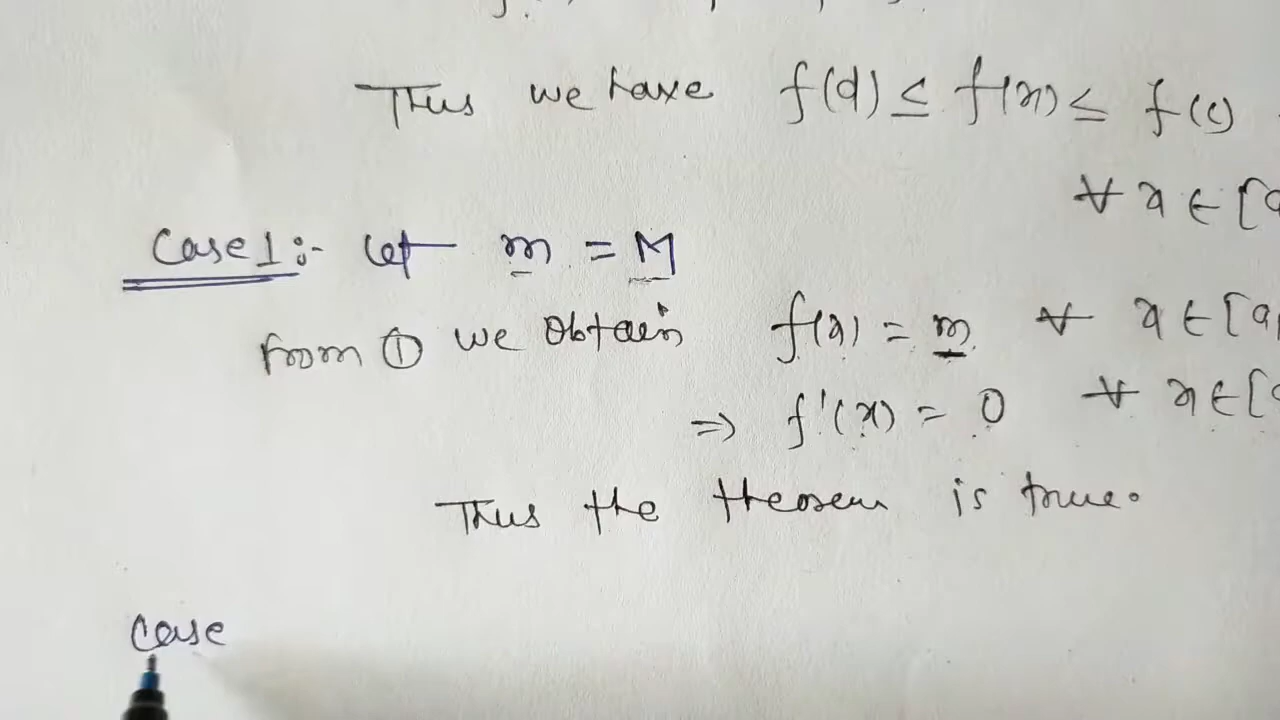 Thus we have f(d) ≤ f(x) ≤ f(c)
∀ x ∈ [a
Case 1:- Let m = M
from ① we obtain f(x) = m ∀ x ∈ [a,
⇒ f'(x) = 0 ∀ x ∈ [a
Thus the theorem is true.
Case